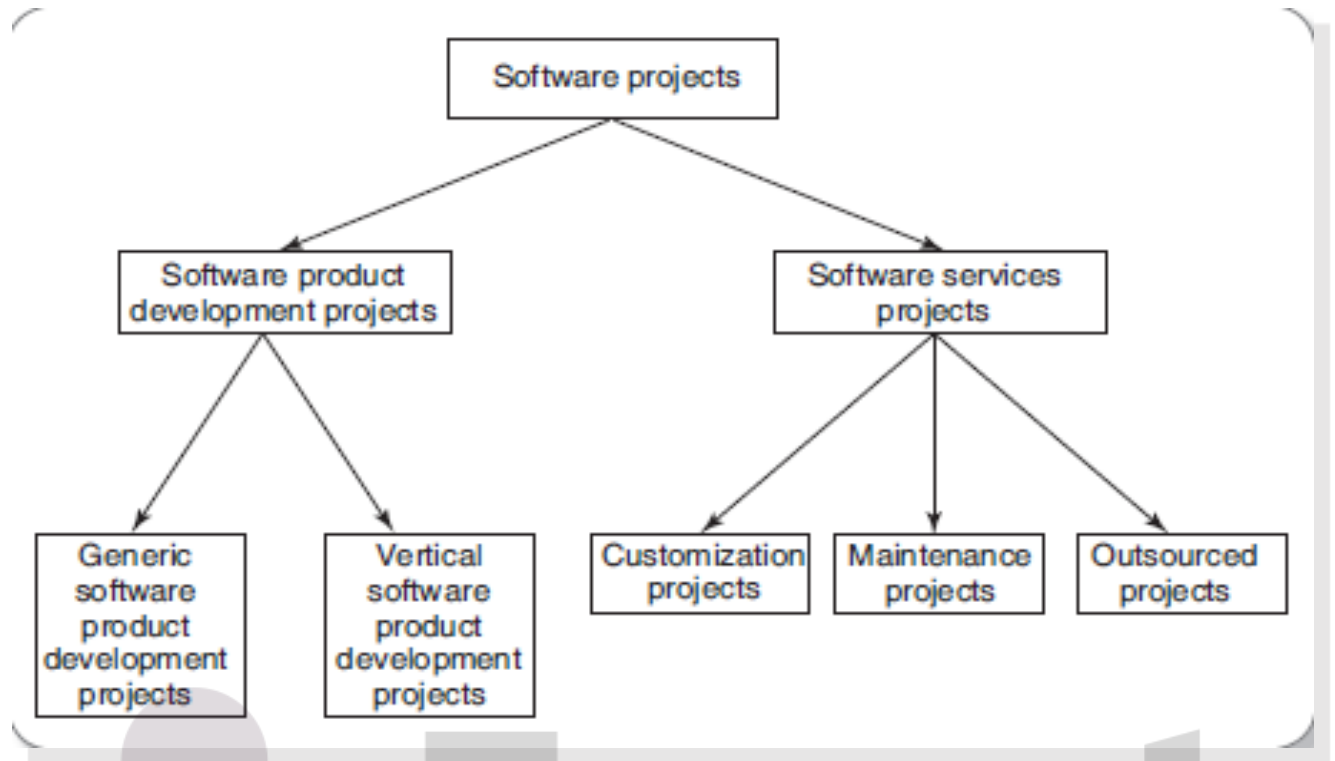 Software projects
Software product
development projects
Software services
projects
Generic
software
product
development
projects
Vertical
software
product
development
projects
Customization
projects
Maintenance
projects
Outsourced
projects